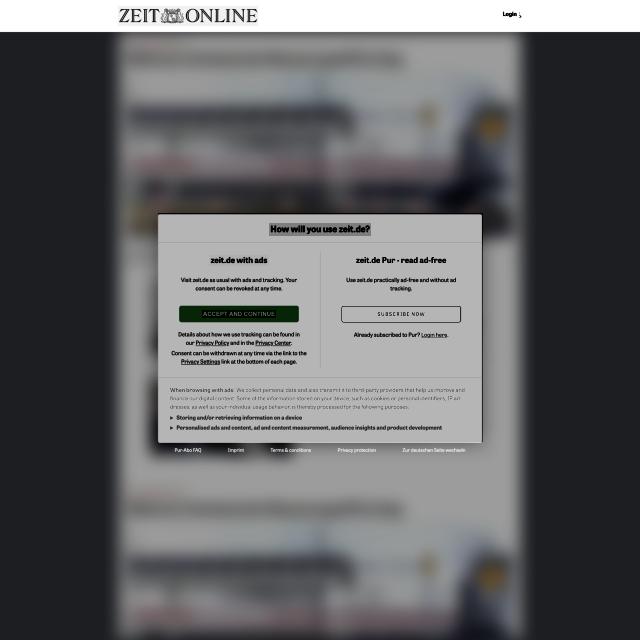 ZEIT ONLINE
Login
How will you use zeit.de?
zeit.de with ads
Visit zeit.de as usual with ads and tracking. Your
consent can be revoked at any time.
ACCEPT AND CONTINUE
Details about how we use tracking can be found in
our Privacy Policy and in the Privacy Center.
Consent can be withdrawn at any time via the link to the
Privacy Settings link at the bottom of each page.
zeit.de Pur - read ad-free
Use zeit.de practically ad-free and without ad
tracking.
SUBSCRIBE NOW
Already subscribed to Pur? Login here.
When browsing with ads: We collect personal data and also transmit it to third-party providers that help us improve and
finance our digital content. Some of the information stored on your device, such as cookies or personal identifiers, IP ad-
dresses, as well as your individual usage behavior, is thereby processed for the following purposes:
▸ Storing and/or retrieving information on a device
▸ Personalised ads and content, ad and content measurement, audience insights and product development
Pur-Abo FAQ Imprint Terms & conditions Privacy protection Zur deutschen Seite wechseln